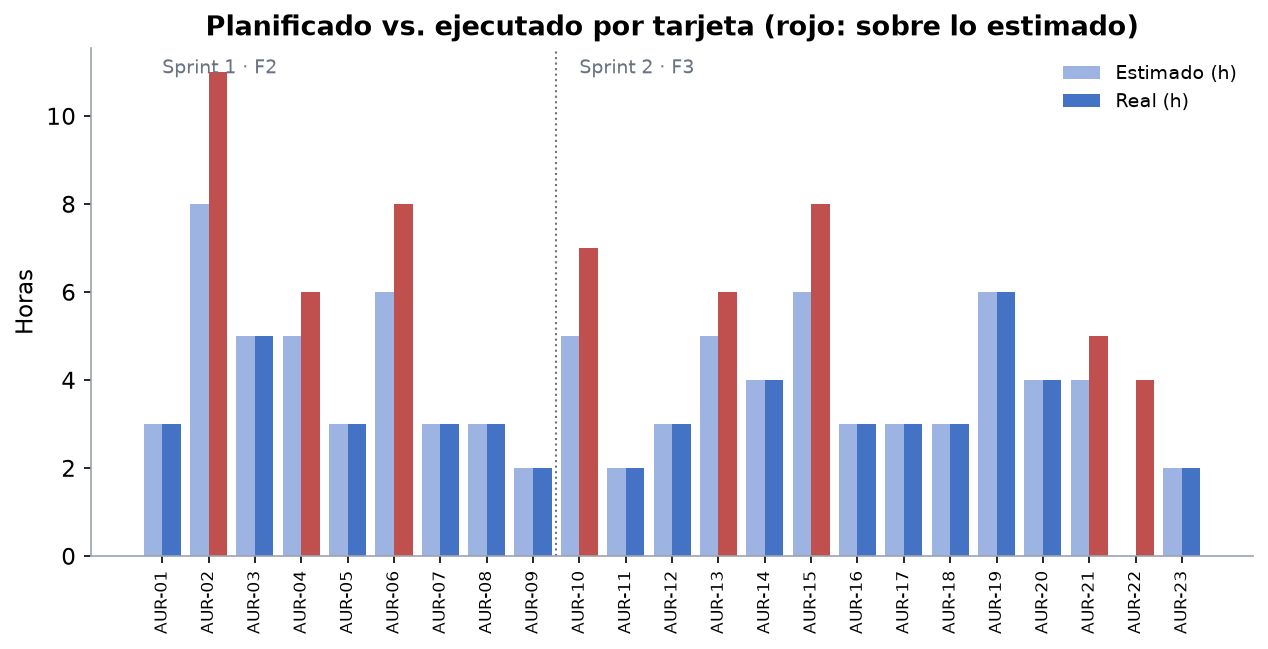 Planificado vs. ejecutado por tarjeta (rojo: sobre lo estimado)
Sprint 1 · F2
Sprint 2 · F3
Estimado (h)
Real (h)
Horas
10
8
6
4
2
0
AUR-01
AUR-02
AUR-03
AUR-04
AUR-05
AUR-06
AUR-07
AUR-08
AUR-09
AUR-10
AUR-11
AUR-12
AUR-13
AUR-14
AUR-15
AUR-16
AUR-17
AUR-18
AUR-19
AUR-20
AUR-21
AUR-22
AUR-23